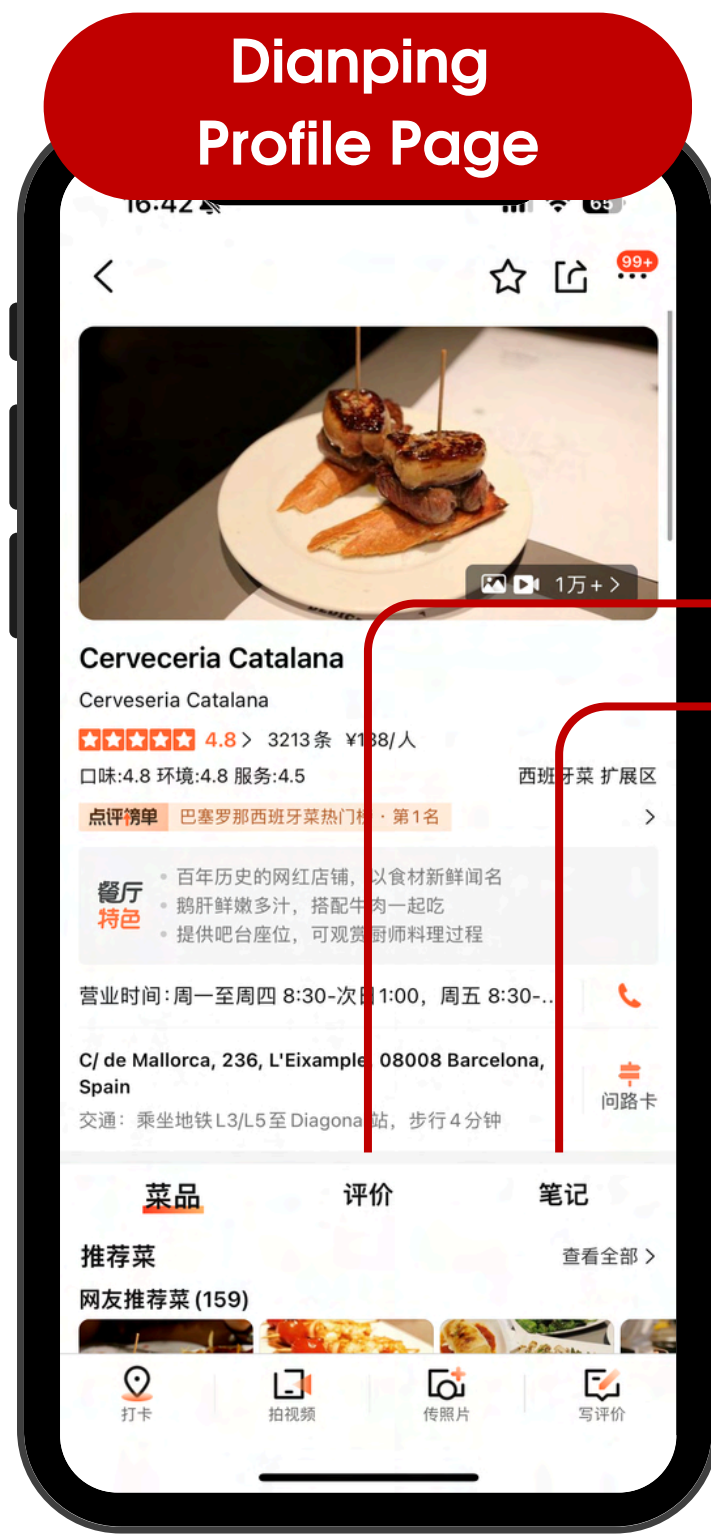 Dianping
Profile Page
16:42
65
99+
1万+
Cerveceria Catalana
Cerveseria Catalana
4.8 3213条 ¥188/人
口味:4.8 环境:4.8 服务:4.5 西班牙菜 扩展区
点评榜单 巴塞罗那西班牙菜热门榜 · 第1名
餐厅
特色
百年历史的网红店铺，以食材新鲜闻名
鹅肝鲜嫩多汁，搭配牛肉一起吃
提供吧台座位，可观赏厨师料理过程
营业时间:周一至周四 8:30-次日1:00，周五 8:30-...
C/ de Mallorca, 236, L'Eixample, 08008 Barcelona,
Spain
问路卡
交通：乘坐地铁L3/L5至Diagonal站，步行4分钟
菜品 评价 笔记
推荐菜 查看全部
网友推荐菜(159)
打卡 拍视频 传照片 写评价